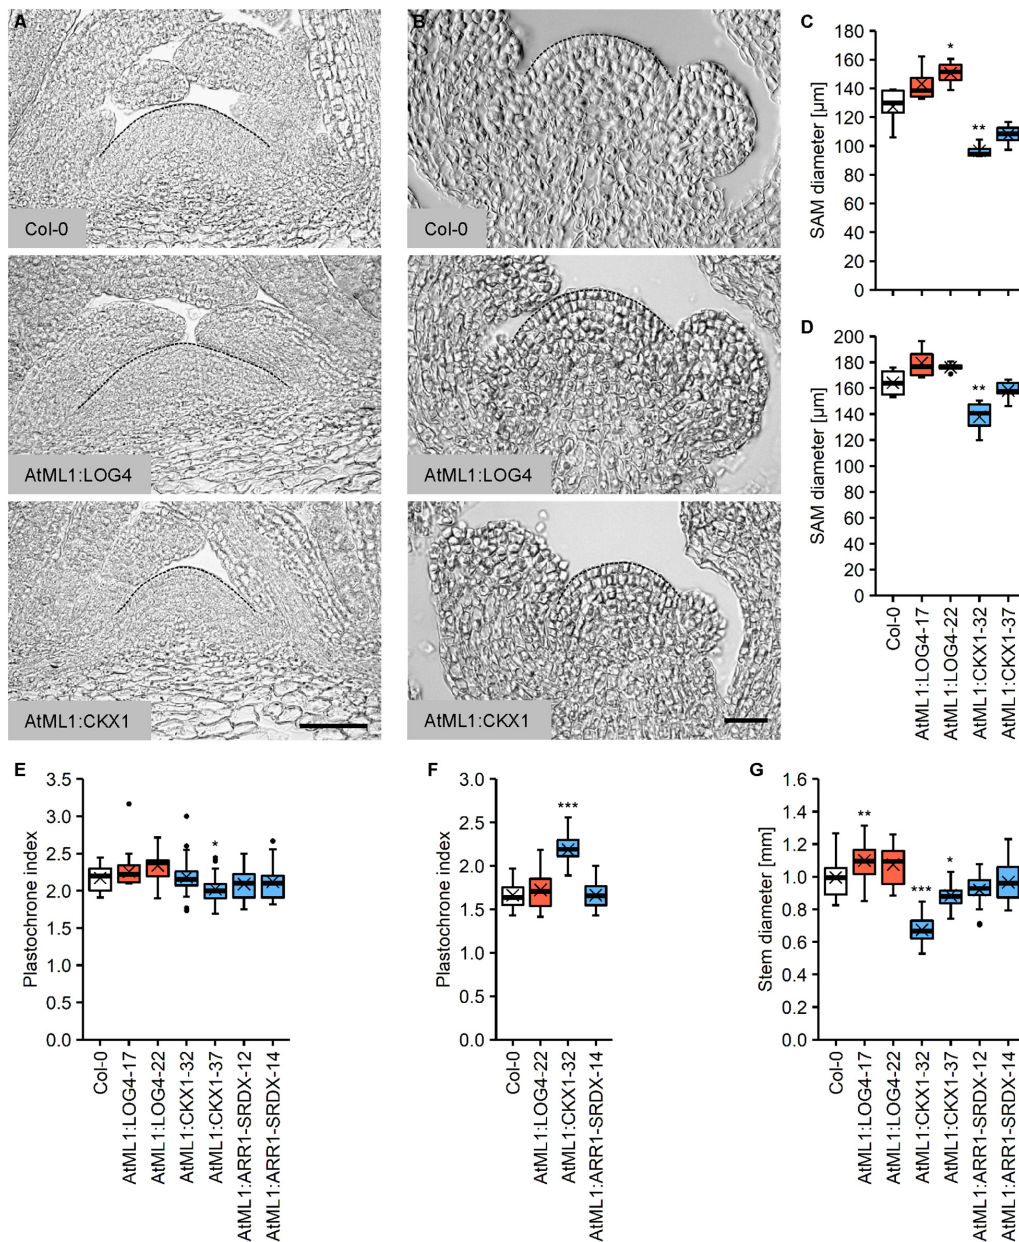 A
Col-0
AtML1:LOG4
AtML1:CKX1
B
Col-0
AtML1:LOG4
AtML1:CKX1
C
SAM diameter [µm]
180
160
140
120
100
80
60
40
20
0
*
**
D
SAM diameter [µm]
200
180
160
140
120
100
80
60
40
20
0
**
Col-0
AtML1:LOG4-17
AtML1:LOG4-22
AtML1:CKX1-32
AtML1:CKX1-37
E
Plastochrone index
3.5
3.0
2.5
2.0
1.5
1.0
0.5
0.0
*
Col-0
AtML1:LOG4-17
AtML1:LOG4-22
AtML1:CKX1-32
AtML1:CKX1-37
AtML1:ARR1-SRDX-12
AtML1:ARR1-SRDX-14
F
Plastochrone index
3.0
2.5
2.0
1.5
1.0
0.5
0.0
***
Col-0
AtML1:LOG4-22
AtML1:CKX1-32
AtML1:ARR1-SRDX-14
G
Stem diameter [mm]
1.6
1.4
1.2
1.0
0.8
0.6
0.4
0.2
0.0
**
***
*
Col-0
AtML1:LOG4-17
AtML1:LOG4-22
AtML1:CKX1-32
AtML1:CKX1-37
AtML1:ARR1-SRDX-12
AtML1:ARR1-SRDX-14